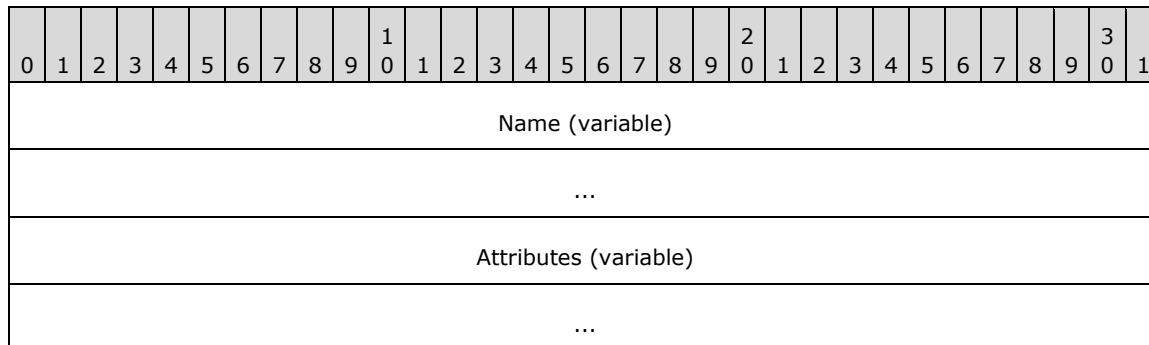 1 2 3
0 1 2 3 4 5 6 7 8 9 0 1 2 3 4 5 6 7 8 9 0 1 2 3 4 5 6 7 8 9 0 1
Name (variable)
...
Attributes (variable)
...